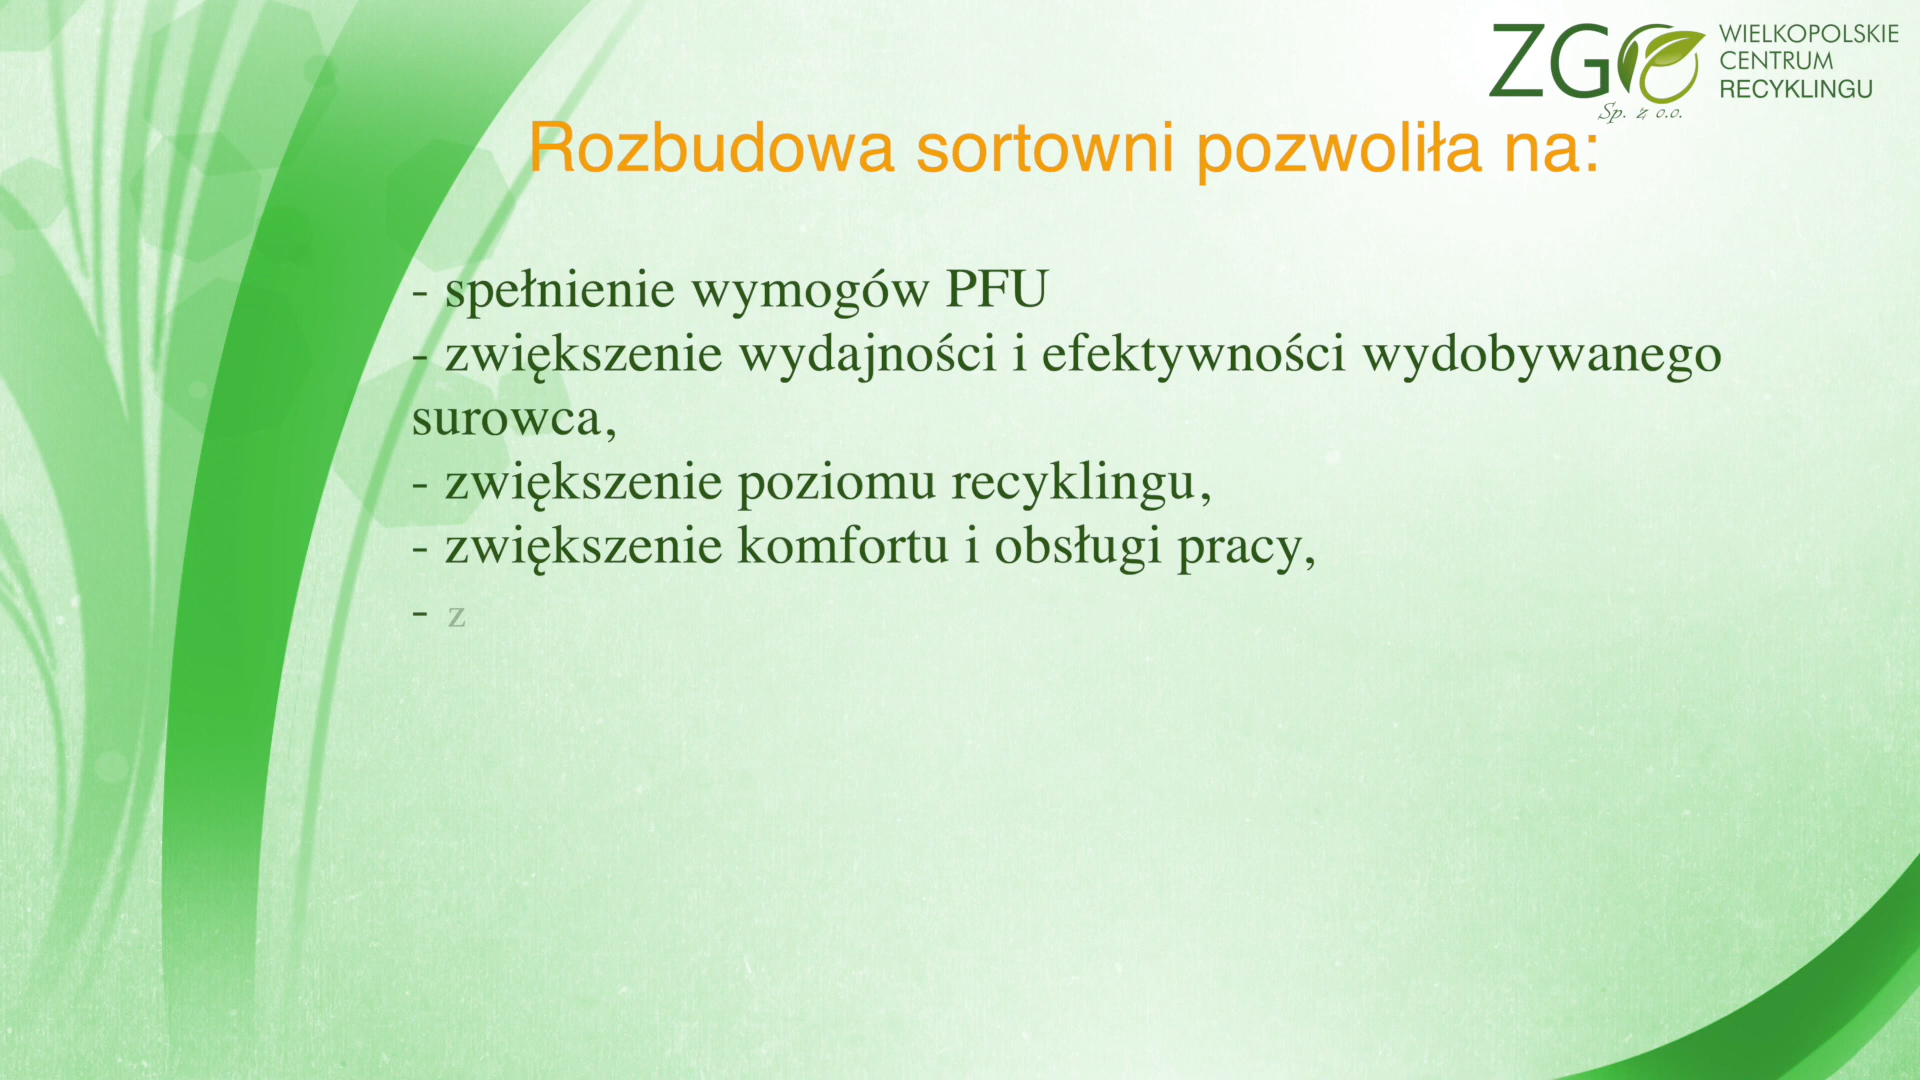 ZGO
WIELKOPOLSKIE
CENTRUM
RECYKLINGU
Sp. z o.o.
Rozbudowa sortowni pozwoliła na:
- spełnienie wymogów PFU
- zwiększenie wydajności i efektywności wydobywanego
surowca,
- zwiększenie poziomu recyklingu,
- zwiększenie komfortu i obsługi pracy,
- z